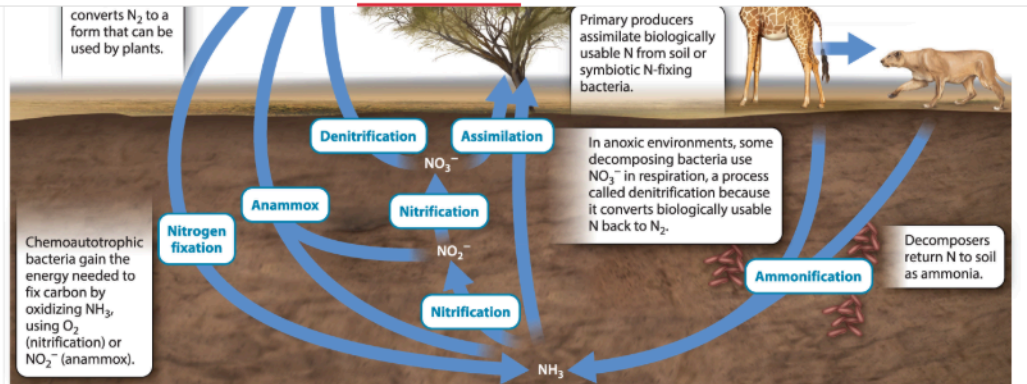 converts N₂ to a
form that can be
used by plants.
Primary producers
assimilate biologically
usable N from soil or
symbiotic N-fixing
bacteria.
Denitrification
Assimilation
NO₃⁻
In anoxic environments, some
decomposing bacteria use
NO₃⁻ in respiration, a process
called denitrification because
it converts biologically usable
N back to N₂.
Anammox
Nitrification
Nitrogen
fixation
NO₂⁻
Chemoautotrophic
bacteria gain the
energy needed to
fix carbon by
oxidizing NH₃,
using O₂
(nitrification) or
NO₂⁻ (anammox).
Decomposers
return N to soil
as ammonia.
Ammonification
Nitrification
NH₃